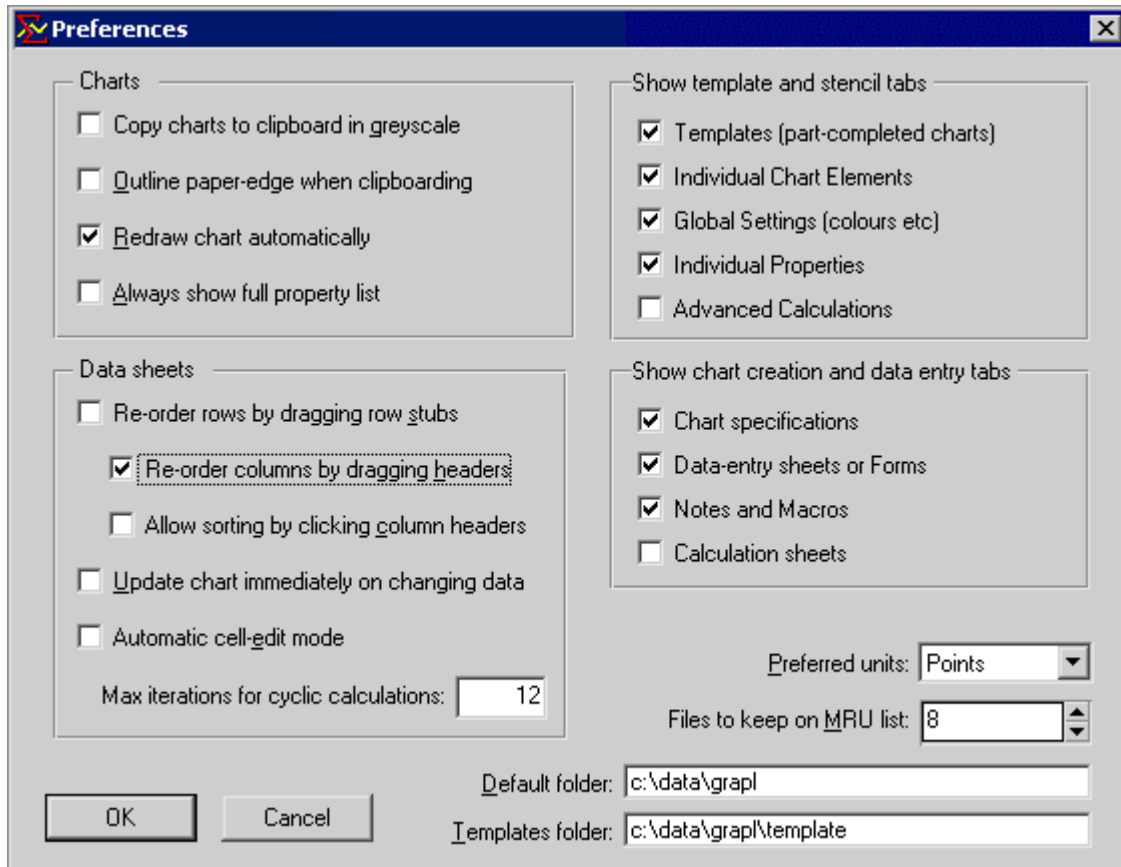 Preferences
Charts
Copy charts to clipboard in greyscale
Outline paper-edge when clipboarding
Redraw chart automatically
Always show full property list
Show template and stencil tabs
Templates (part-completed charts)
Individual Chart Elements
Global Settings (colours etc)
Individual Properties
Advanced Calculations
Data sheets
Re-order rows by dragging row stubs
Re-order columns by dragging headers
Allow sorting by clicking column headers
Update chart immediately on changing data
Automatic cell-edit mode
Max iterations for cyclic calculations: 12
Show chart creation and data entry tabs
Chart specifications
Data-entry sheets or Forms
Notes and Macros
Calculation sheets
Preferred units: Points
Files to keep on MRU list: 8
Default folder: c:\data\grapl
Templates folder: c:\data\grapl\template
OK
Cancel